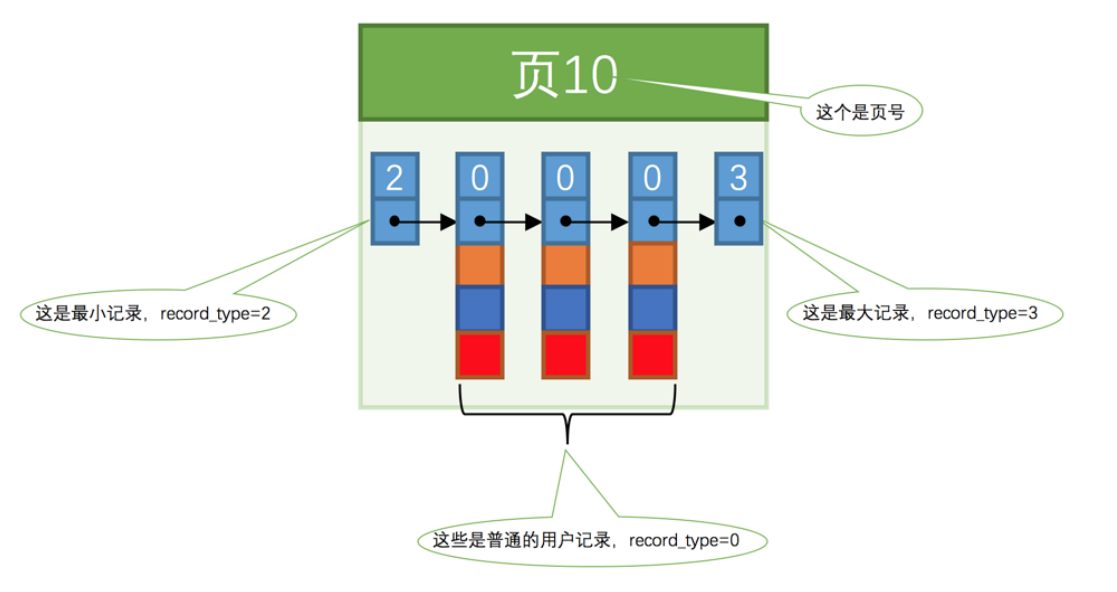 页10
这个是页号
2 0 0 0 3
这是最小记录，record_type=2
这是最大记录，record_type=3
这些是普通的用户记录，record_type=0